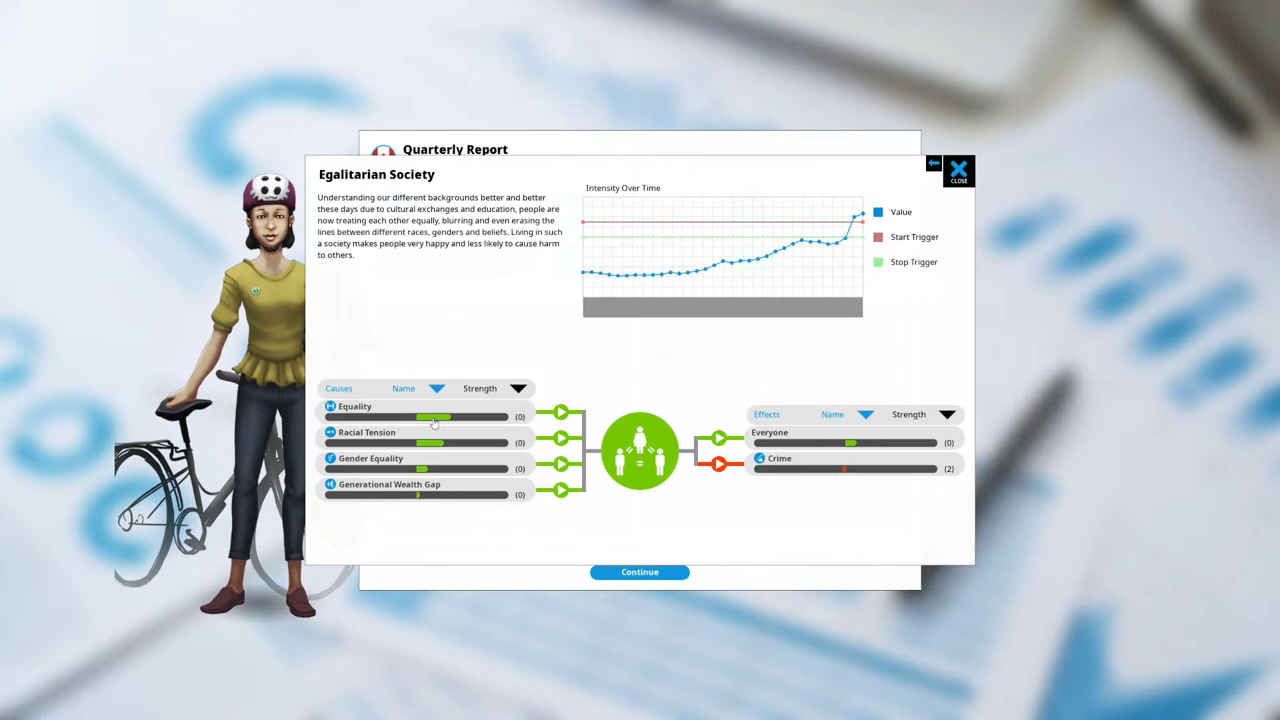 Quarterly Report
Egalitarian Society
CLOSE
Understanding our different backgrounds better and better
these days due to cultural exchanges and education, people are
now treating each other equally, blurring and even erasing the
lines between different races, genders and beliefs. Living in such
a society makes people very happy and less likely to cause harm
to others.
Intensity Over Time
Value
Start Trigger
Stop Trigger
Causes Name Strength
Equality
(0)
Racial Tension
(0)
Gender Equality
(0)
Generational Wealth Gap
(0)
Effects Name Strength
Everyone
(0)
Crime
(2)
Continue